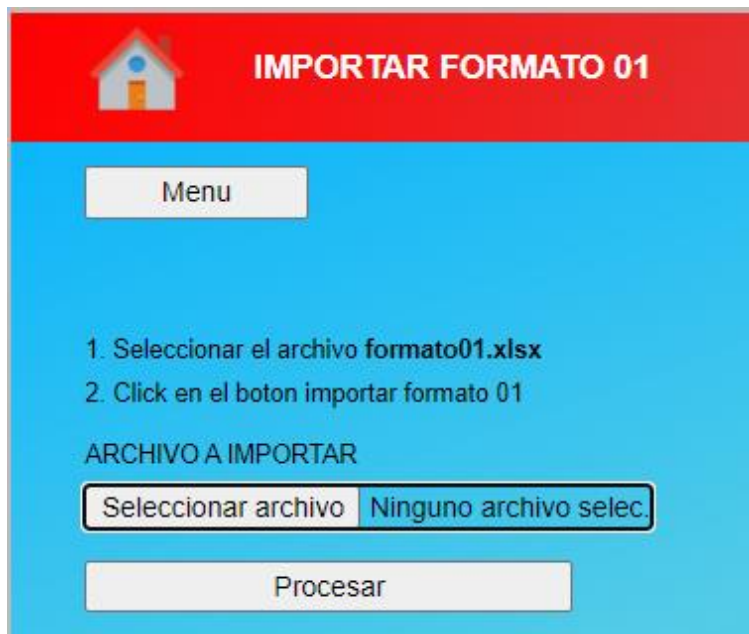 IMPORTAR FORMATO 01
Menu
1. Seleccionar el archivo formato01.xlsx
2. Click en el boton importar formato 01
ARCHIVO A IMPORTAR
Seleccionar archivo Ninguno archivo selec.
Procesar